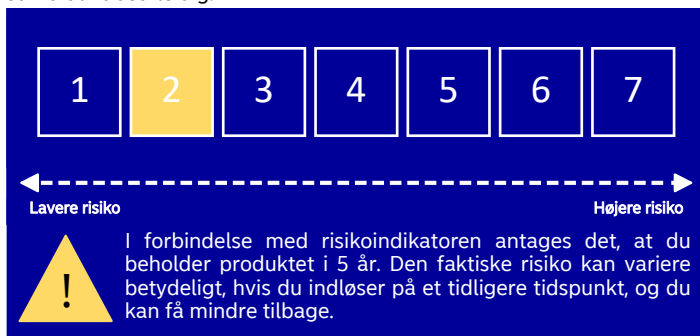 1 2 3 4 5 6 7
Lavere risiko Højere risiko
I forbindelse med risikoindikatoren antages det, at du
beholder produktet i 5 år. Den faktiske risiko kan variere
betydeligt, hvis du indløser på et tidligere tidspunkt, og du
! kan få mindre tilbage.